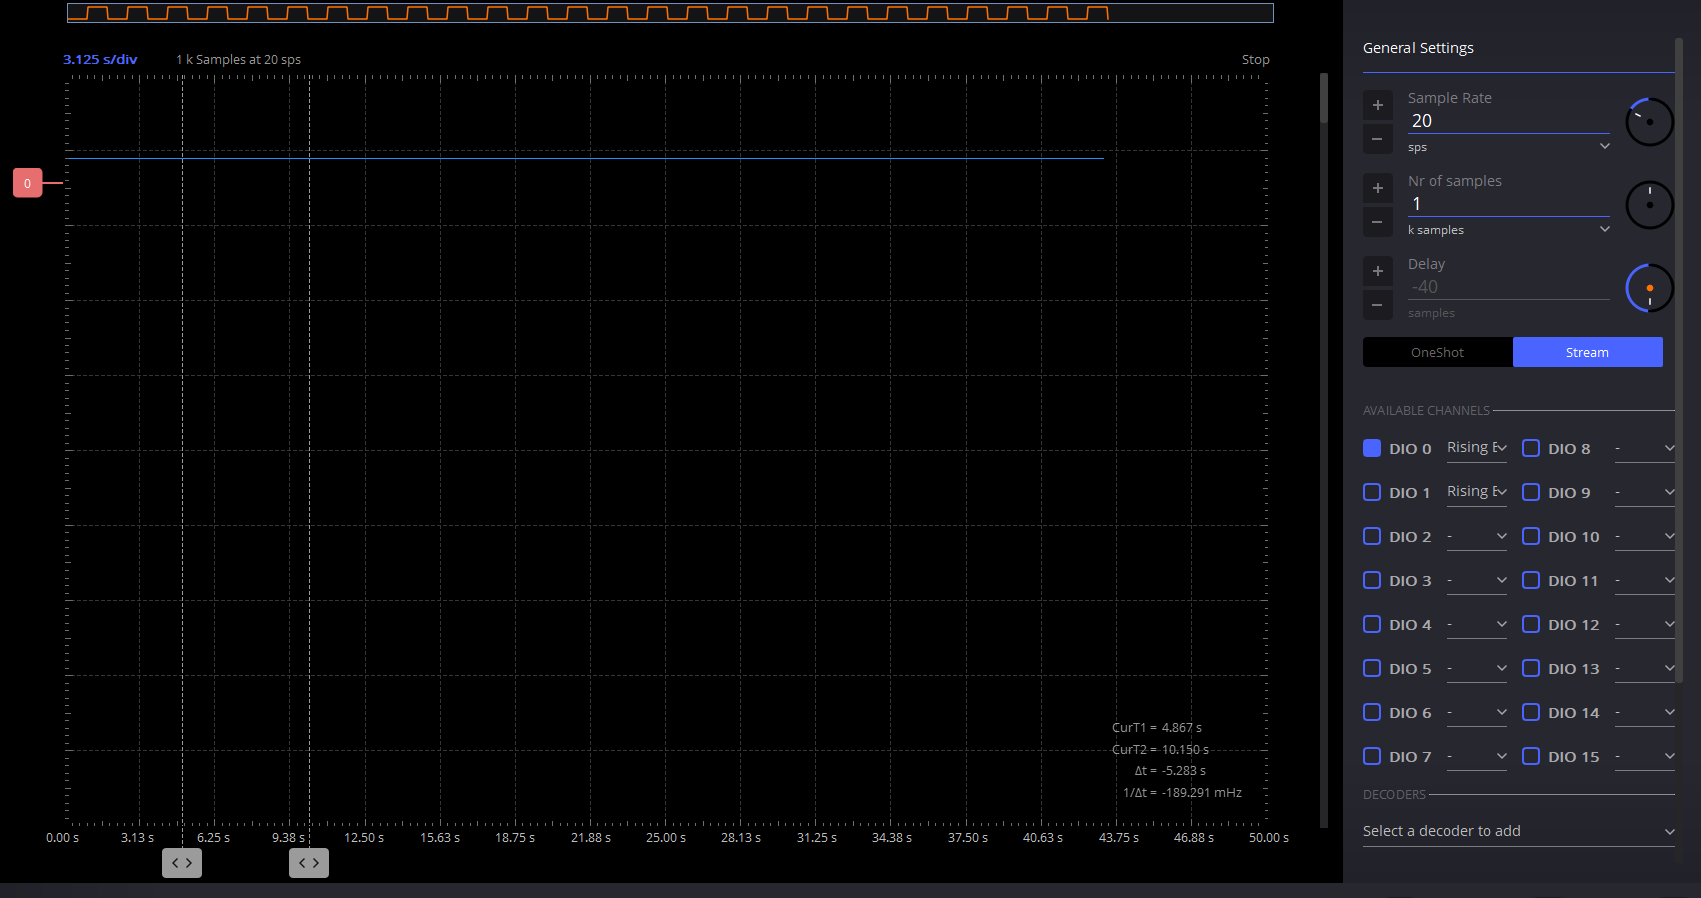 3.125 s/div 1 k Samples at 20 sps Stop
0
CurT1 = 4.867 s
CurT2 = 10.150 s
Δt = -5.283 s
1/Δt = -189.291 mHz
0.00 s 3.13 s 6.25 s 9.38 s 12.50 s 15.63 s 18.75 s 21.88 s 25.00 s 28.13 s 31.25 s 34.38 s 37.50 s 40.63 s 43.75 s 46.88 s 50.00 s
General Settings
Sample Rate
20
sps
Nr of samples
1
k samples
Delay
-40
samples
OneShot Stream
AVAILABLE CHANNELS
DIO 0 Rising E DIO 8 -
DIO 1 Rising E DIO 9 -
DIO 2 - DIO 10 -
DIO 3 - DIO 11 -
DIO 4 - DIO 12 -
DIO 5 - DIO 13 -
DIO 6 - DIO 14 -
DIO 7 - DIO 15 -
DECODERS
Select a decoder to add